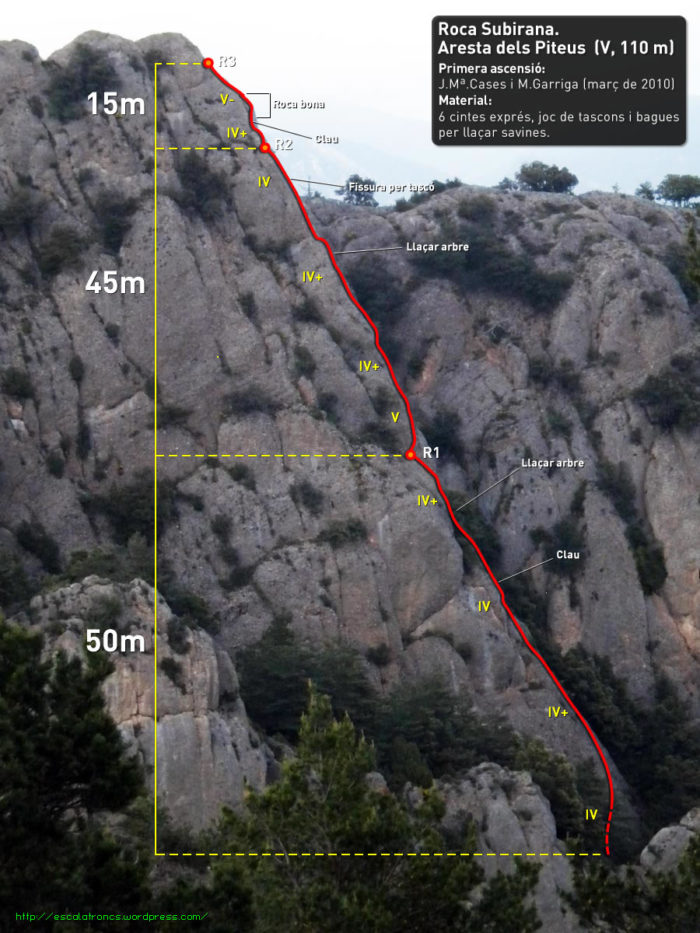 Roca Subirana.
Aresta dels Piteus (V, 110 m)
Primera ascensió:
J.Mª.Cases i M.Garriga (març de 2010)
Material:
6 cintes exprés, joc de tascons i bagues
per llaçar savines.
R3
15m
V-
Roca bona
IV+
Clau
R2
IV
Fissura per tascó
Llaçar arbre
45m
IV+
IV+
V
R1
Llaçar arbre
IV+
Clau
IV
50m
IV+
IV
http://escalatroncs.wordpress.com/